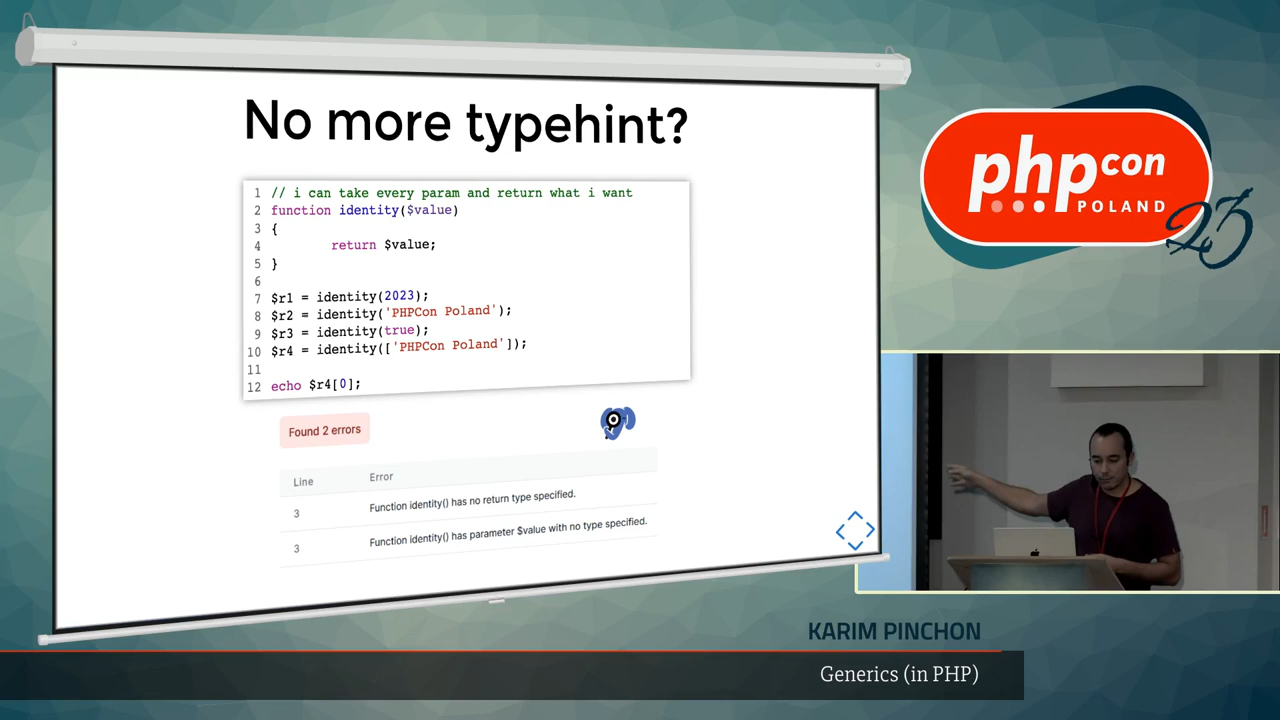 No more typehint?
1 // i can take every param and return what i want
2 function identity($value)
3 {
4 return $value;
5 }
6
7 $r1 = identity(2023);
8 $r2 = identity('PHPCon Poland');
9 $r3 = identity(true);
10 $r4 = identity(['PHPCon Poland']);
11
12 echo $r4[0];
Found 2 errors
Line Error
3 Function identity() has no return type specified.
3 Function identity() has parameter $value with no type specified.
php con
POLAND
23
KARIM PINCHON
Generics (in PHP)